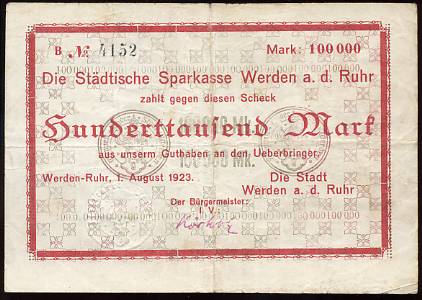 B № 4152 Mark: 100 000
Die Städtische Sparkasse Werden a. d. Ruhr
zahlt gegen diesen Scheck
Hunderttausend Mark
aus unserm Guthaben an den Ueberbringer.
Werden-Ruhr, 1. August 1923.
Die Stadt
Werden a. d. Ruhr
Der Bürgermeister:
I. V.